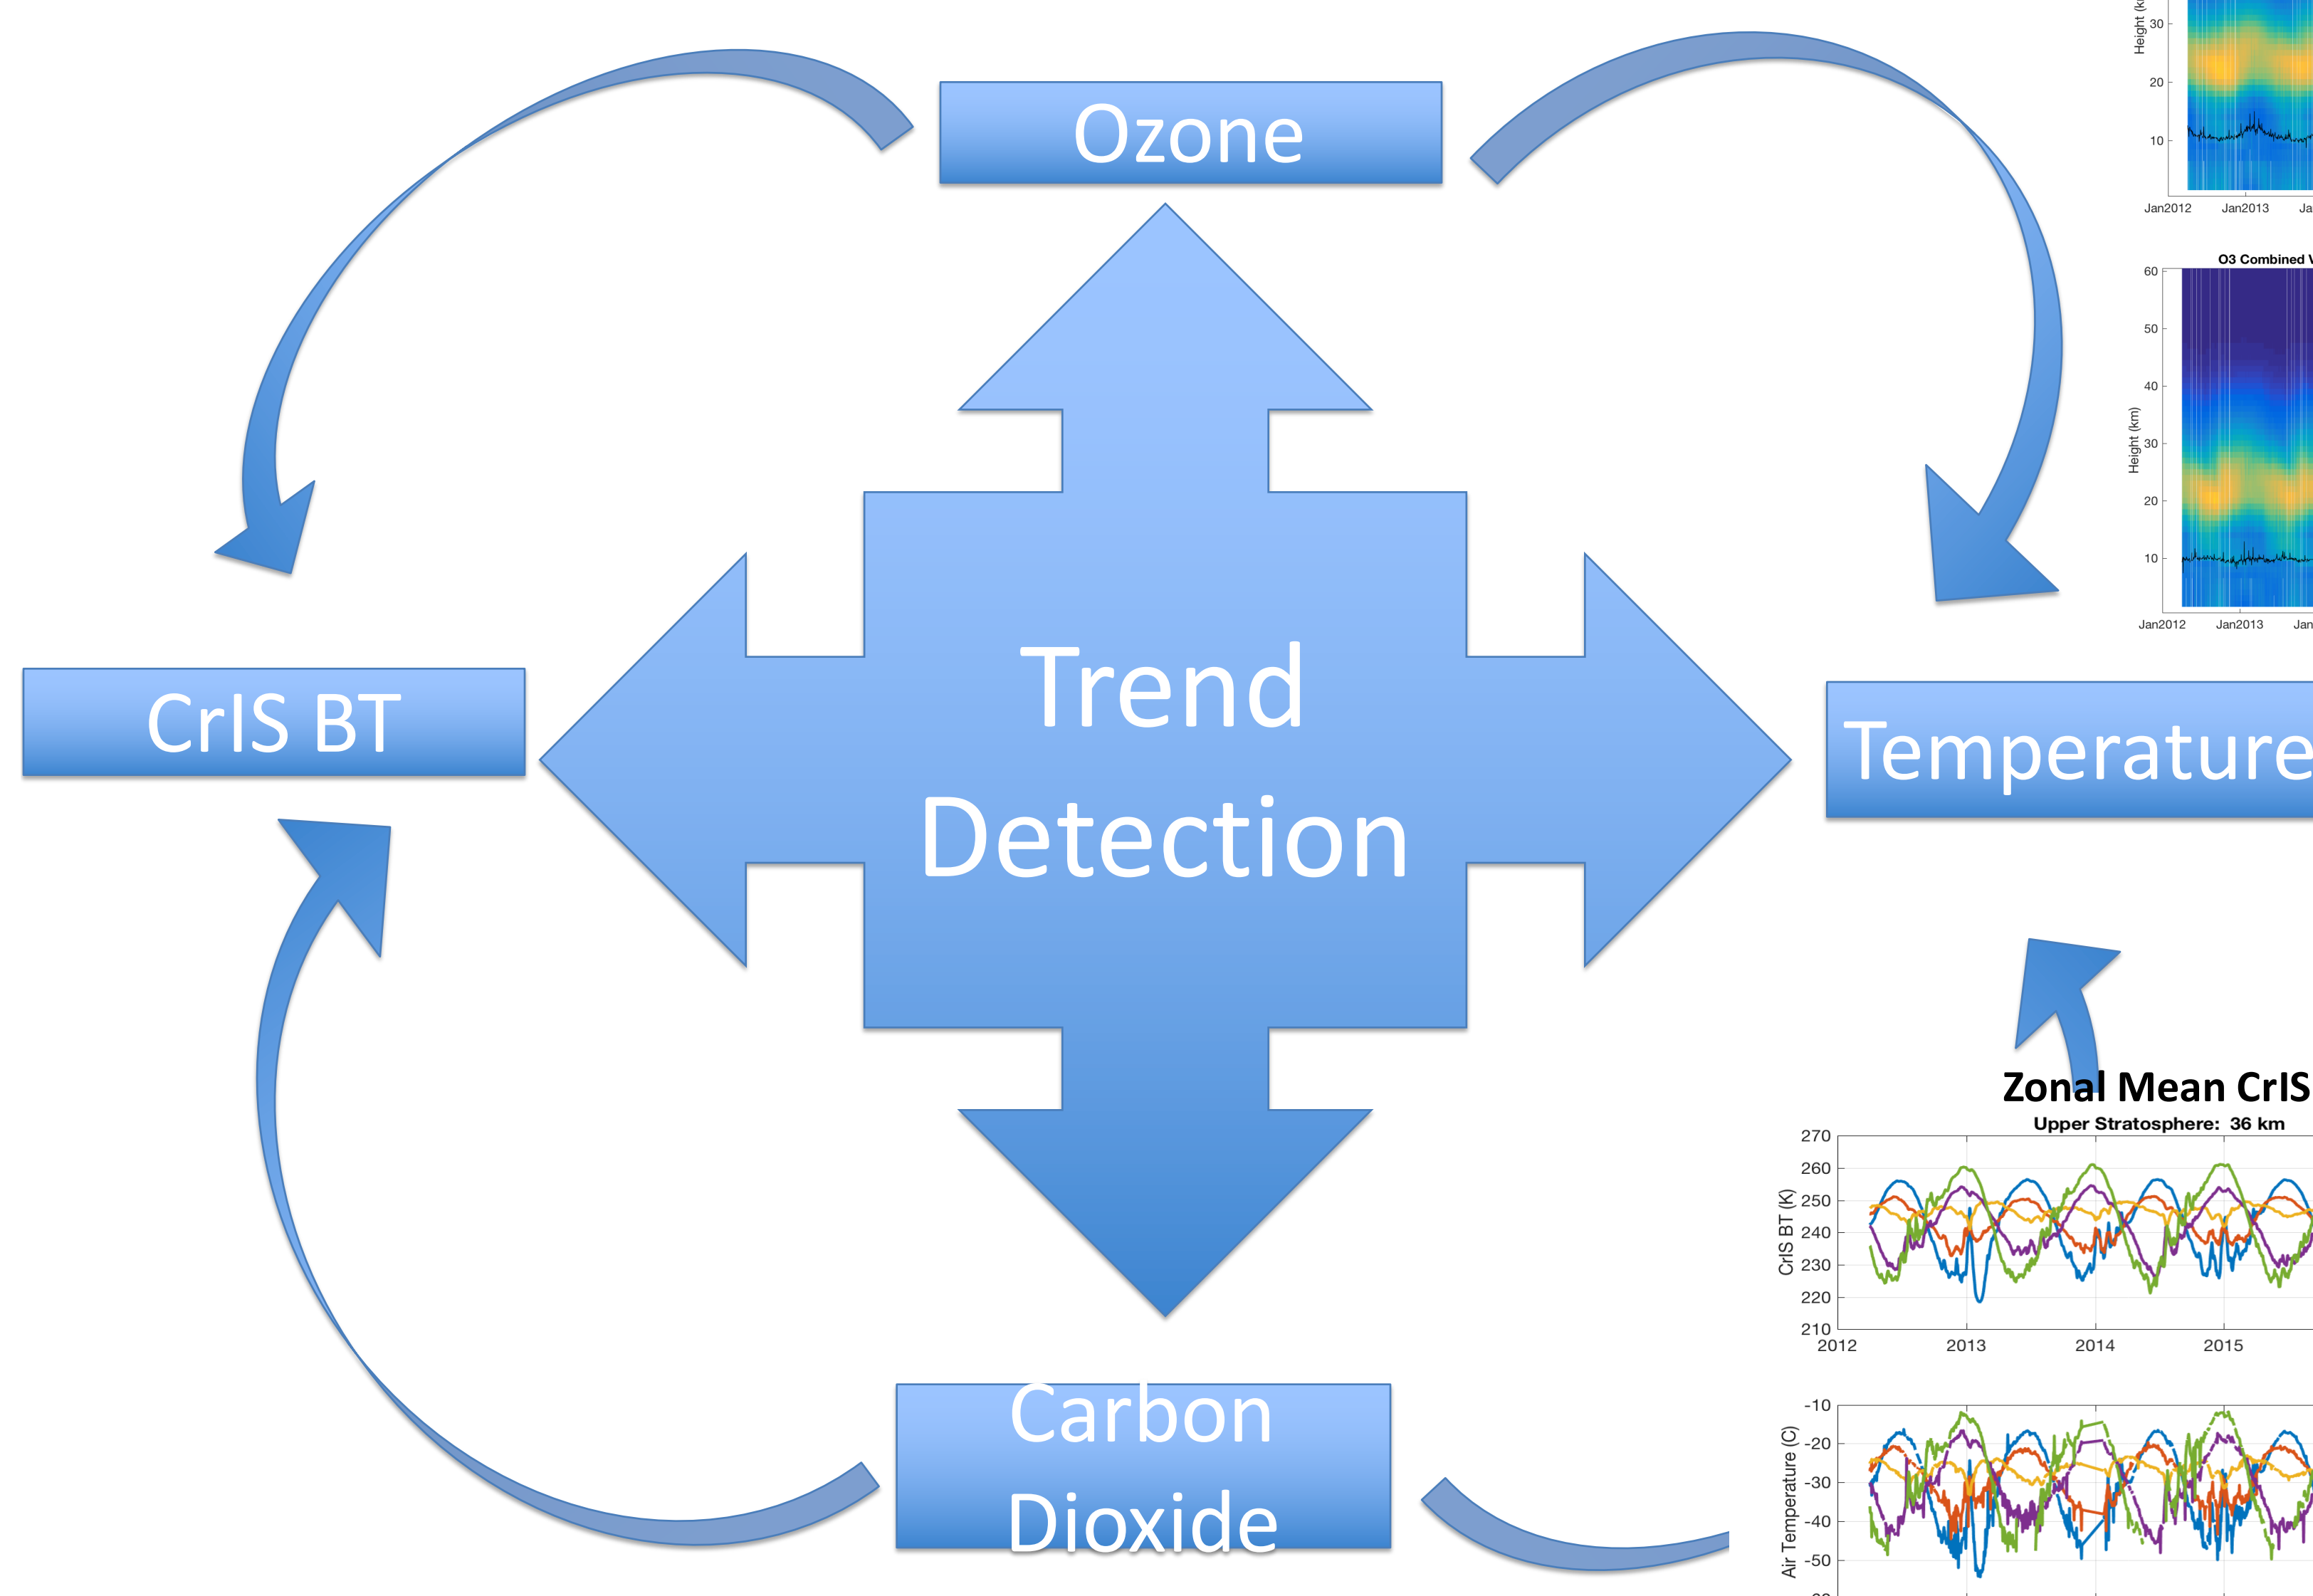 Ozone
Trend
Detection
CrIS BT
Temperature
Carbon
Dioxide
30
20
10
Jan2012 Jan2013
O3 Combined
60
50
40
30
20
10
Height (km)
Jan2012 Jan2013
Zonal Mean CrIS
Upper Stratosphere: 36 km
270
260
250
240
230
220
210
CrIS BT (K)
2012 2013 2014 2015
-10
-20
-30
-40
-50
Air Temperature (C)